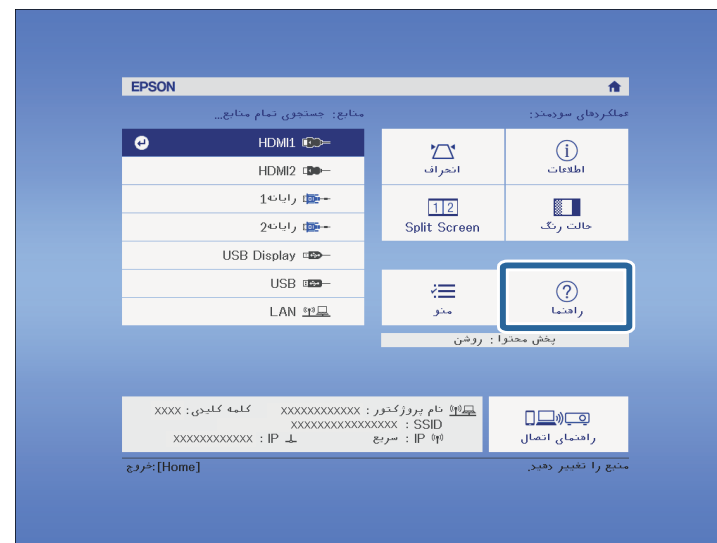 EPSON
عملکردهای سودمند:
منابع: جستجوی تمام منابع...
اطلاعات
انحراف
حالت رنگ
Split Screen
راهنما
منو
پخش محتوا : روشن
HDMI1
HDMI2
رایانه1
رایانه2
USB Display
USB
LAN
راهنمای اتصال
نام پروژکتور : XXXXXXXXXXXX کلمه کلیدی: XXXX
SSID : XXXXXXXXXXXXXXX
IP : سریع IP : XXXXXXXXXXXX
منبع را تغییر دهید.
[Home]:خروج